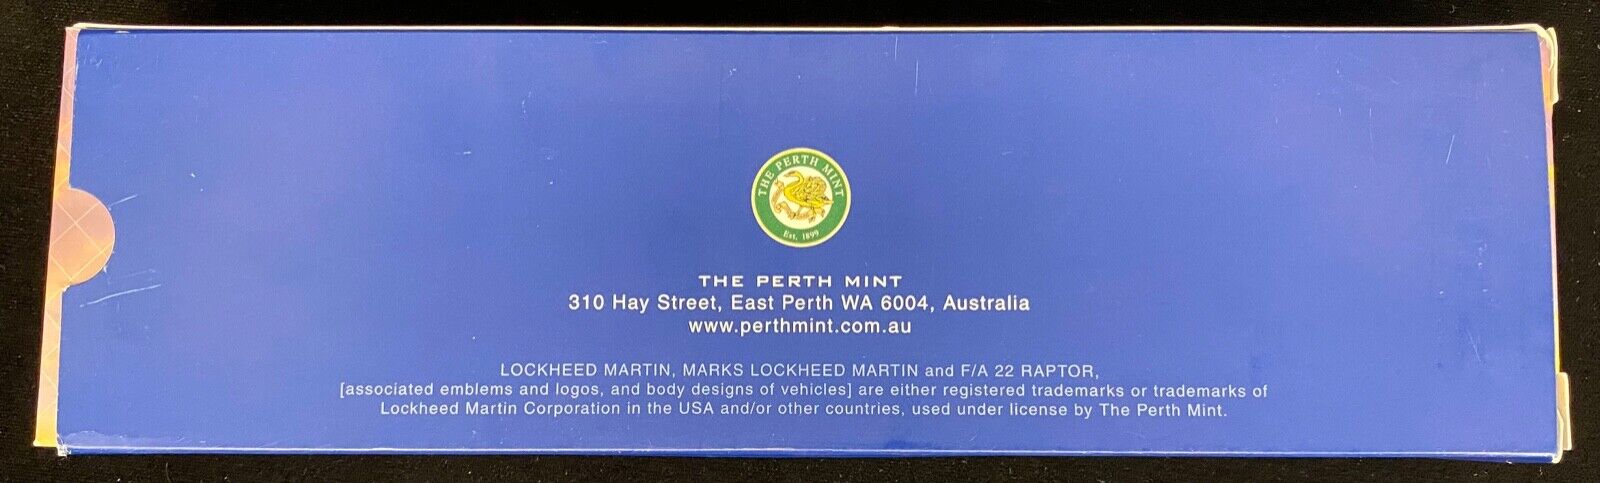 THE PERTH MINT
Est. 1899
THE PERTH MINT
310 Hay Street, East Perth WA 6004, Australia
www.perthmint.com.au
LOCKHEED MARTIN, MARKS LOCKHEED MARTIN and F/A 22 RAPTOR,
[associated emblems and logos, and body designs of vehicles] are either registered trademarks or trademarks of
Lockheed Martin Corporation in the USA and/or other countries, used under license by The Perth Mint.